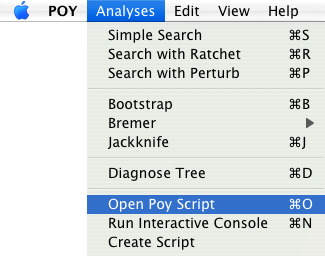 POY Analyses Edit View Help
Simple Search ⌘S
Search with Ratchet ⌘R
Search with Perturb ⌘P
Bootstrap ⌘B
Bremer
Jackknife ⌘J
Diagnose Tree ⌘D
Open Poy Script ⌘O
Run Interactive Console ⌘N
Create Script